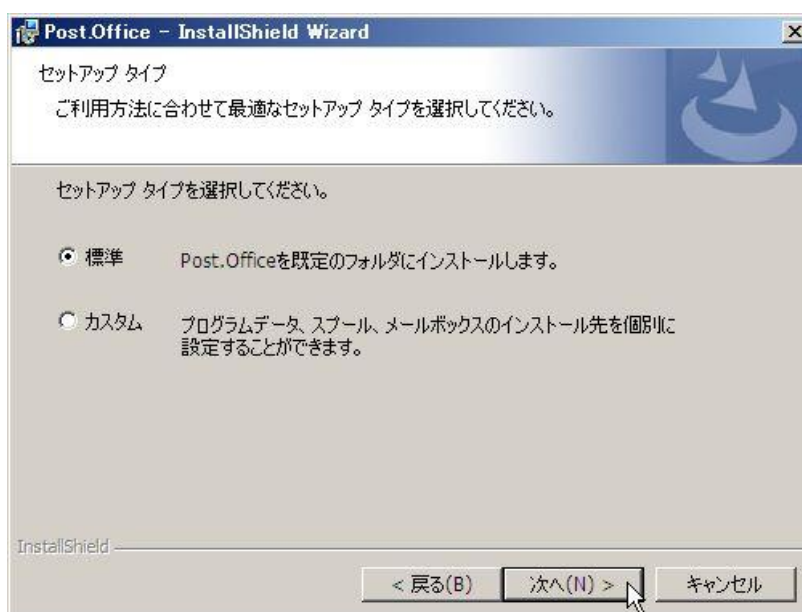 Post.Office - InstallShield Wizard
セットアップ タイプ
ご利用方法に合わせて最適なセットアップ タイプを選択してください。
セットアップ タイプを選択してください。
標準 Post.Officeを既定のフォルダにインストールします。
カスタム プログラムデータ、スプール、メールボックスのインストール先を個別に
設定することができます。
InstallShield
< 戻る(B) 次へ(N) > キャンセル